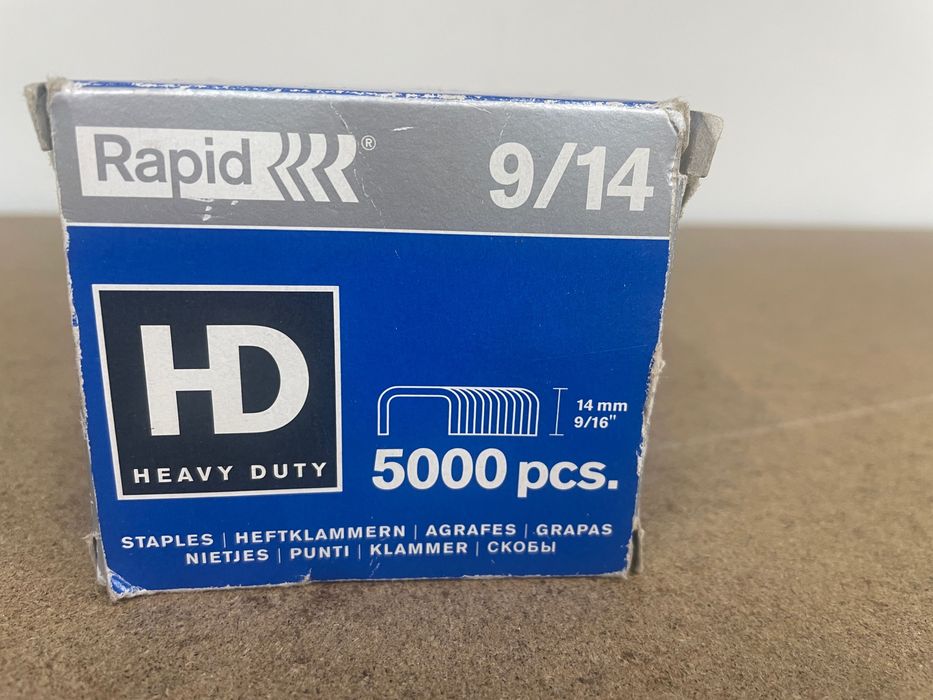 Rapid® 9/14
HD
HEAVY DUTY
14 mm
9/16"
5000 pcs.
STAPLES | HEFTKLAMMERN | AGRAFES | GRAPAS
NIETJES | PUNTI | KLAMMER | СКОБЫ